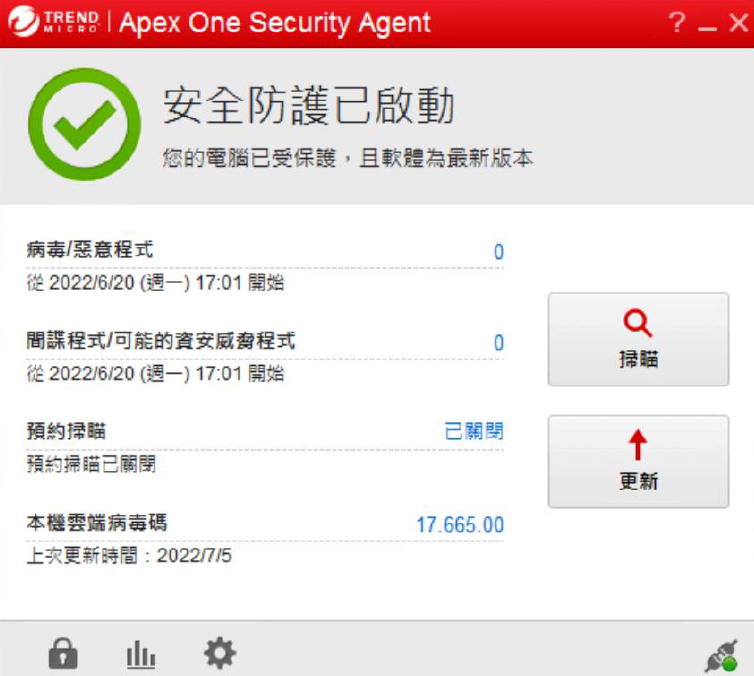 TREND MICRO | Apex One Security Agent ? _ X
安全防護已啟動
您的電腦已受保護，且軟體為最新版本
病毒/惡意程式 0
從 2022/6/20 (週一) 17:01 開始
間諜程式/可能的資安威脅程式 0
從 2022/6/20 (週一) 17:01 開始
掃瞄
預約掃瞄 已關閉
預約掃瞄已關閉
更新
本機雲端病毒碼 17.665.00
上次更新時間：2022/7/5